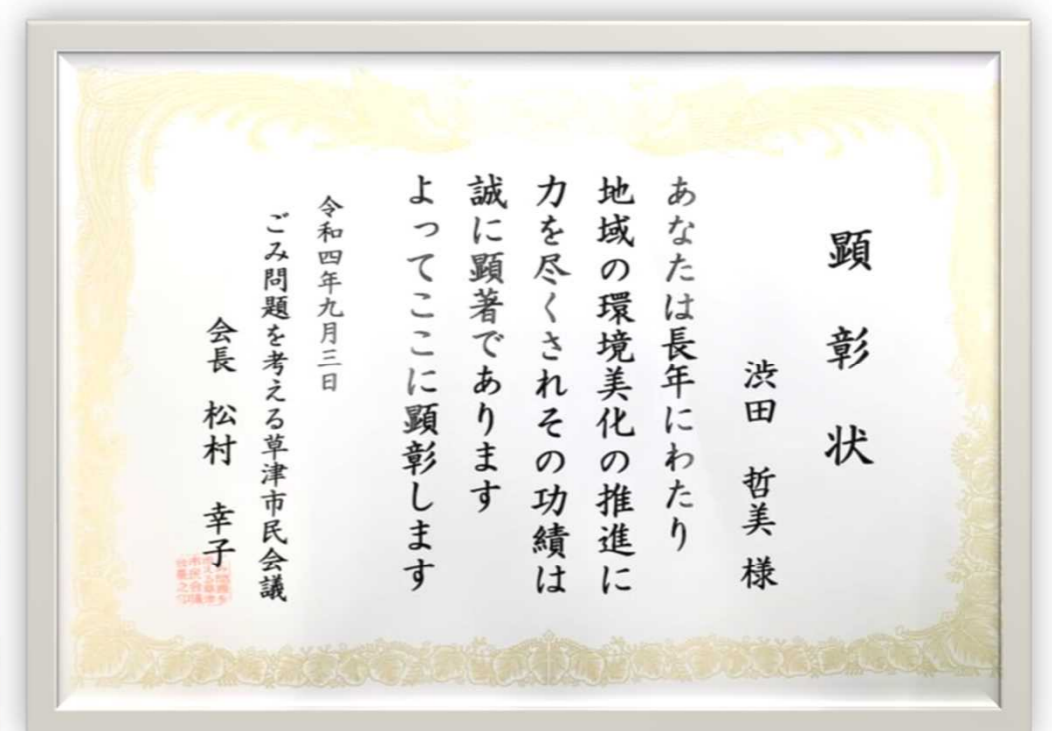 顕彰状
渋田 哲美 様
あなたは長年にわたり
地域の環境美化の推進に
力を尽くされその功績は
誠に顕著であります
よってここに顕彰します
令和四年九月三日
ごみ問題を考える草津市民会議
会長 松村 幸子